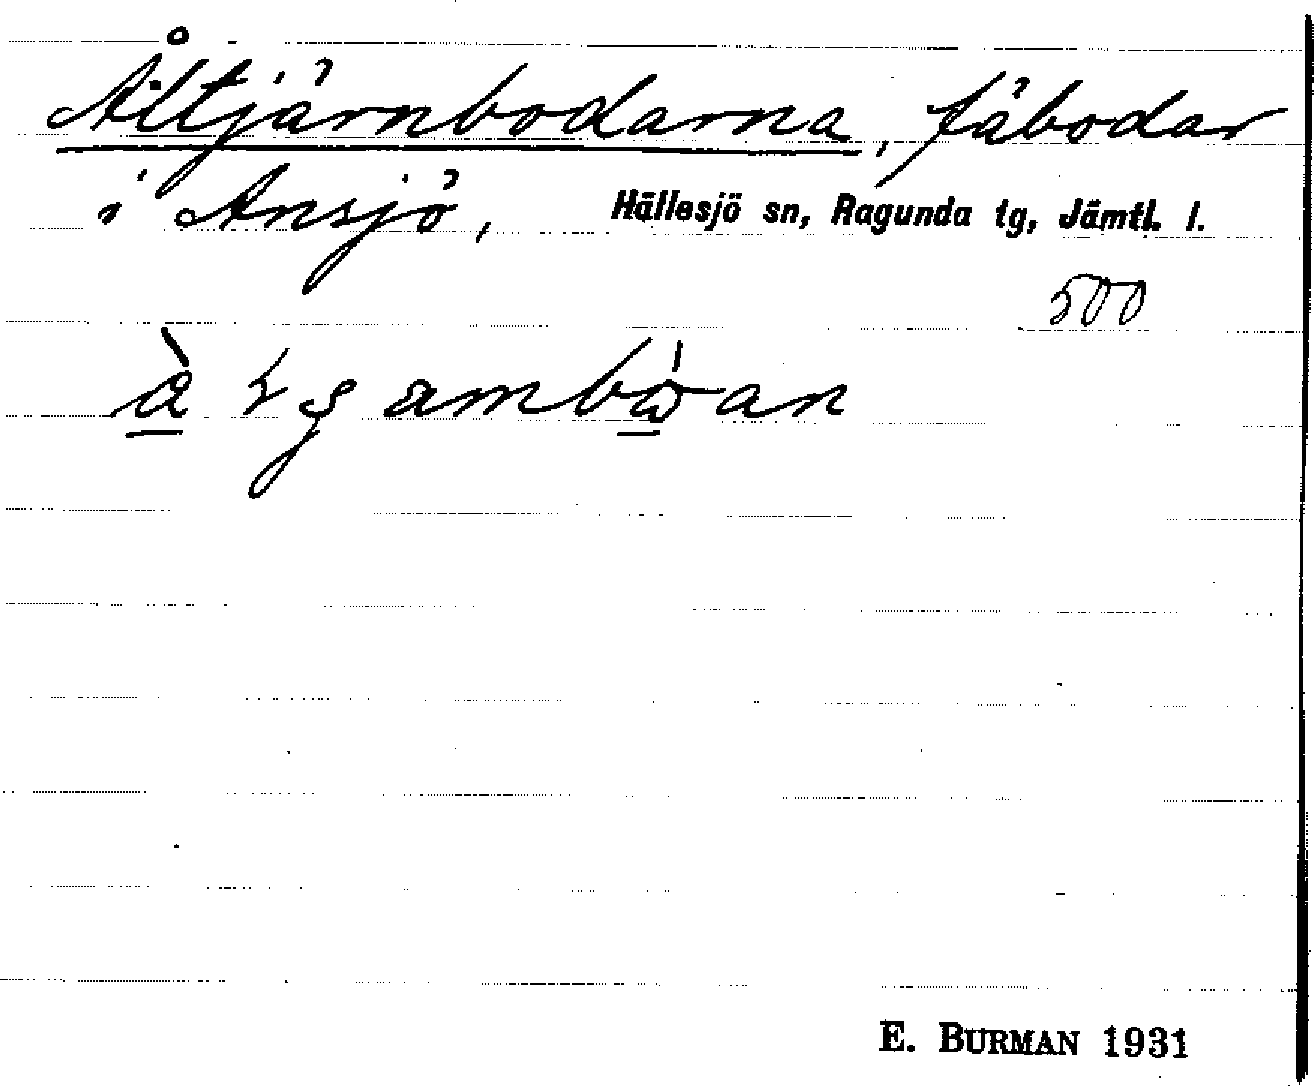 Åltjärnbodarna, fäbodar
i Ansjö, Hällesjö sn, Ragunda tg, Jämtl. l.
500
E. BURMAN 1931